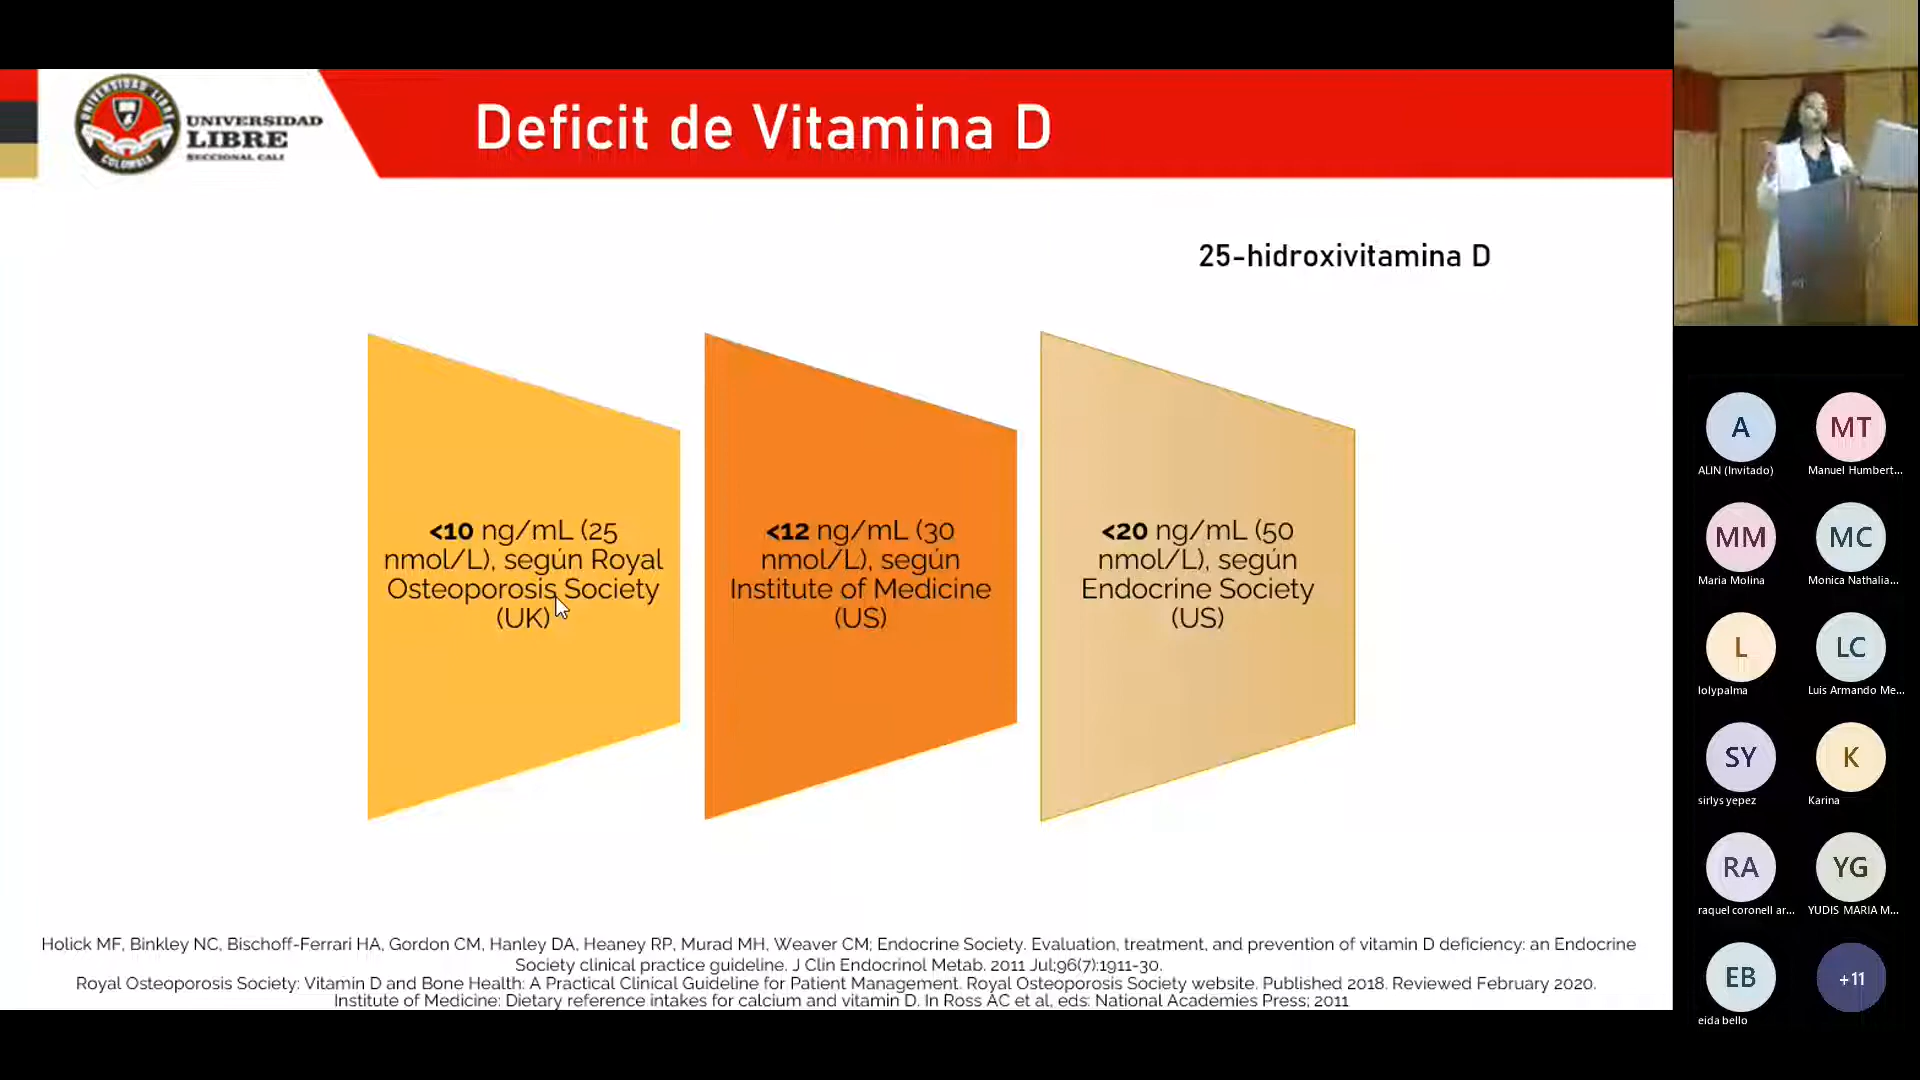 UNIVERSIDAD LIBRE
COLOMBIA
UNIVERSIDAD
LIBRE
SECCIONAL CALI
Deficit de Vitamina D
25-hidroxivitamina D
<10 ng/mL (25
nmol/L), según Royal
Osteoporosis Society
(UK)
<12 ng/mL (30
nmol/L), según
Institute of Medicine
(US)
<20 ng/mL (50
nmol/L), según
Endocrine Society
(US)
Holick MF, Binkley NC, Bischoff-Ferrari HA, Gordon CM, Hanley DA, Heaney RP, Murad MH, Weaver CM; Endocrine Society. Evaluation, treatment, and prevention of vitamin D deficiency: an Endocrine
Society clinical practice guideline. J Clin Endocrinol Metab. 2011 Jul;96(7):1911-30.
Royal Osteoporosis Society: Vitamin D and Bone Health: A Practical Clinical Guideline for Patient Management. Royal Osteoporosis Society website. Published 2018. Reviewed February 2020.
Institute of Medicine: Dietary reference intakes for calcium and vitamin D. In Ross AC et al, eds: National Academies Press; 2011
A
ALIN (Invitado)
MT
Manuel Humbert...
MM
Maria Molina
MC
Monica Nathalia...
L
lolypalma
LC
Luis Armando Me...
SY
sirlys yepez
K
Karina
RA
raquel coronell ar...
YG
YUDIS MARIA M...
EB
eida bello
+11